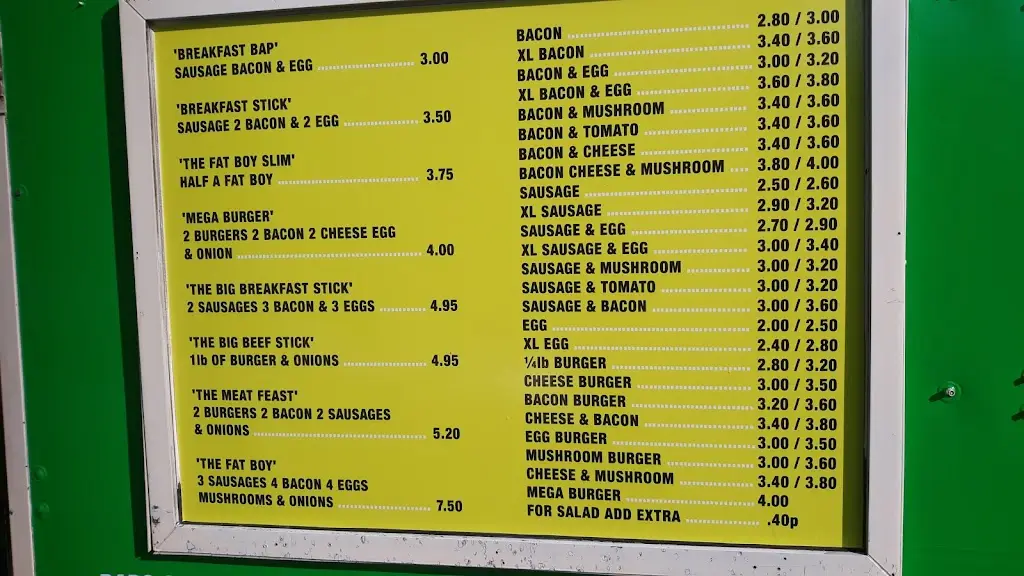 'BREAKFAST BAP'
SAUSAGE BACON & EGG ........ 3.00
'BREAKFAST STICK'
SAUSAGE 2 BACON & 2 EGG ........ 3.50
'THE FAT BOY SLIM'
HALF A FAT BOY ........ 3.75
'MEGA BURGER'
2 BURGERS 2 BACON 2 CHEESE EGG
& ONION ........ 4.00
'THE BIG BREAKFAST STICK'
2 SAUSAGES 3 BACON & 3 EGGS ........ 4.95
'THE BIG BEEF STICK'
1lb OF BURGER & ONIONS ........ 4.95
'THE MEAT FEAST'
2 BURGERS 2 BACON 2 SAUSAGES
& ONIONS ........ 5.20
'THE FAT BOY'
3 SAUSAGES 4 BACON 4 EGGS
MUSHROOMS & ONIONS ........ 7.50
BACON ........ 2.80 / 3.00
XL BACON ........ 3.40 / 3.60
BACON & EGG ........ 3.00 / 3.20
XL BACON & EGG ........ 3.60 / 3.80
BACON & MUSHROOM ........ 3.40 / 3.60
BACON & TOMATO ........ 3.40 / 3.60
BACON & CHEESE ........ 3.40 / 3.60
BACON CHEESE & MUSHROOM .... 3.80 / 4.00
SAUSAGE ........ 2.50 / 2.60
XL SAUSAGE ........ 2.90 / 3.20
SAUSAGE & EGG ........ 2.70 / 2.90
XL SAUSAGE & EGG ........ 3.00 / 3.40
SAUSAGE & MUSHROOM ........ 3.00 / 3.20
SAUSAGE & TOMATO ........ 3.00 / 3.20
SAUSAGE & BACON ........ 3.00 / 3.60
EGG ........ 2.00 / 2.50
XL EGG ........ 2.40 / 2.80
¼lb BURGER ........ 2.80 / 3.20
CHEESE BURGER ........ 3.00 / 3.50
BACON BURGER ........ 3.20 / 3.60
CHEESE & BACON ........ 3.40 / 3.80
EGG BURGER ........ 3.00 / 3.50
MUSHROOM BURGER ........ 3.00 / 3.60
CHEESE & MUSHROOM ........ 3.40 / 3.80
MEGA BURGER ........ 4.00
FOR SALAD ADD EXTRA ........ .40p